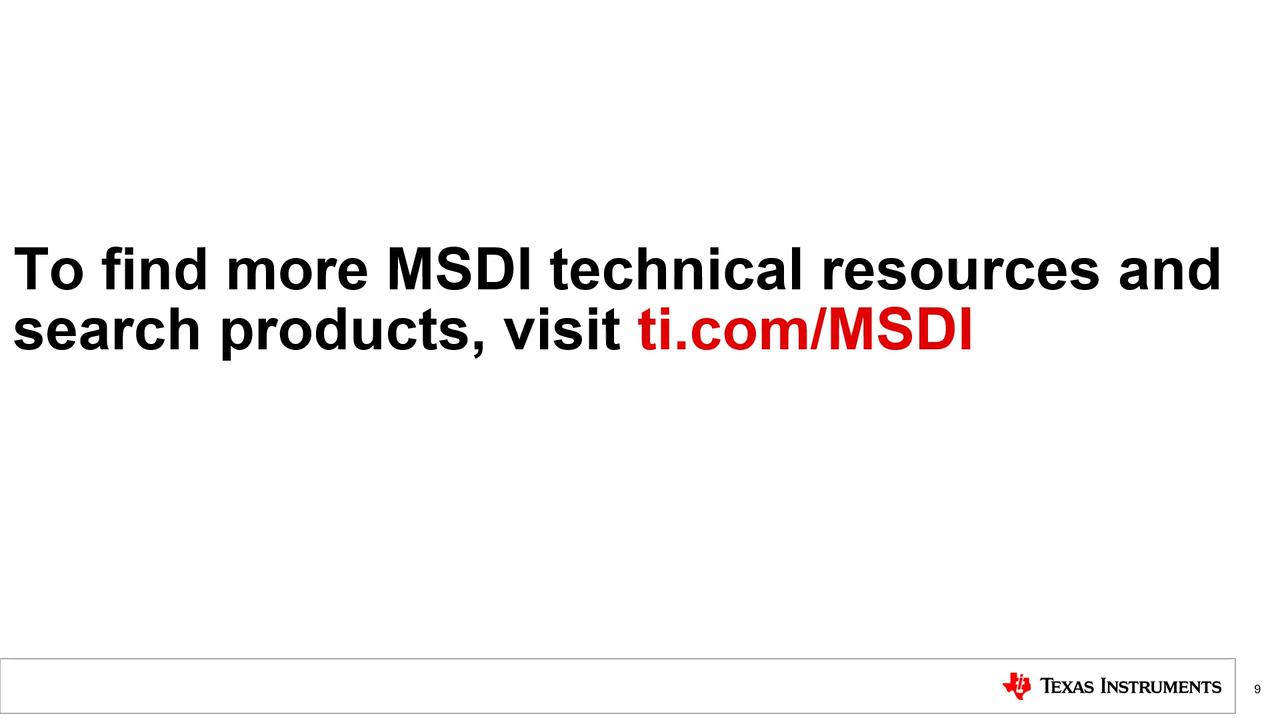 To find more MSDI technical resources and
search products, visit ti.com/MSDI
TEXAS INSTRUMENTS
9